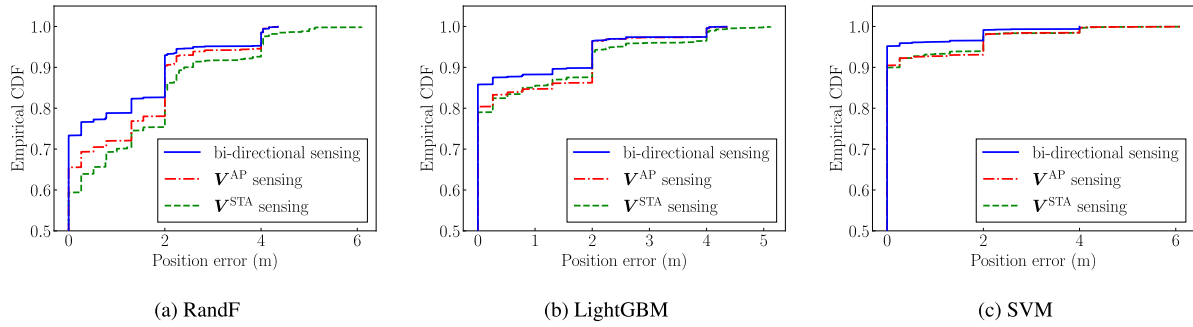 1.0
0.9
0.8
0.7
0.6
0.5
Empirical CDF
bi-directional sensing
V^AP sensing
V^STA sensing
0 2 4 6
Position error (m)
(a) RandF
1.0
0.9
0.8
0.7
0.6
0.5
Empirical CDF
bi-directional sensing
V^AP sensing
V^STA sensing
0 1 2 3 4 5
Position error (m)
(b) LightGBM
1.0
0.9
0.8
0.7
0.6
0.5
Empirical CDF
bi-directional sensing
V^AP sensing
V^STA sensing
0 2 4 6
Position error (m)
(c) SVM